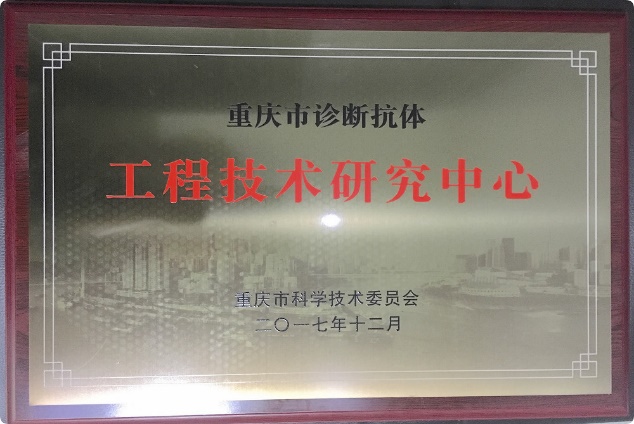 重庆市诊断抗体
工程技术研究中心
重庆市科学技术委员会
二〇一七年十二月